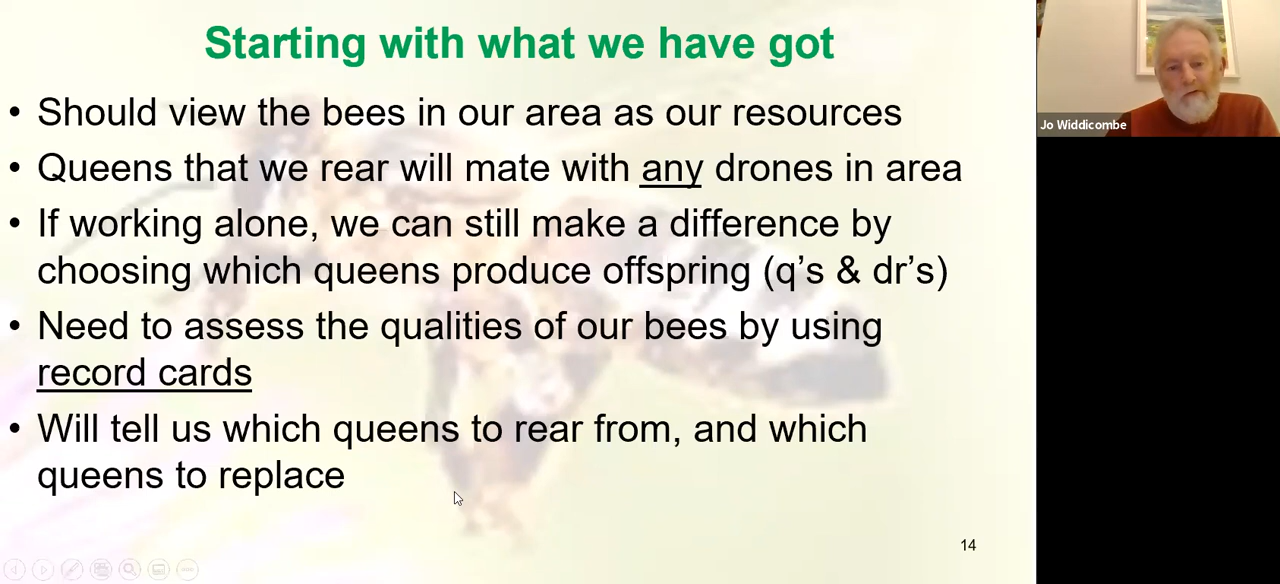 Starting with what we have got
• Should view the bees in our area as our resources
• Queens that we rear will mate with any drones in area
• If working alone, we can still make a difference by
choosing which queens produce offspring (q's & dr's)
• Need to assess the qualities of our bees by using
record cards
• Will tell us which queens to rear from, and which
queens to replace
14
Jo Widdicombe